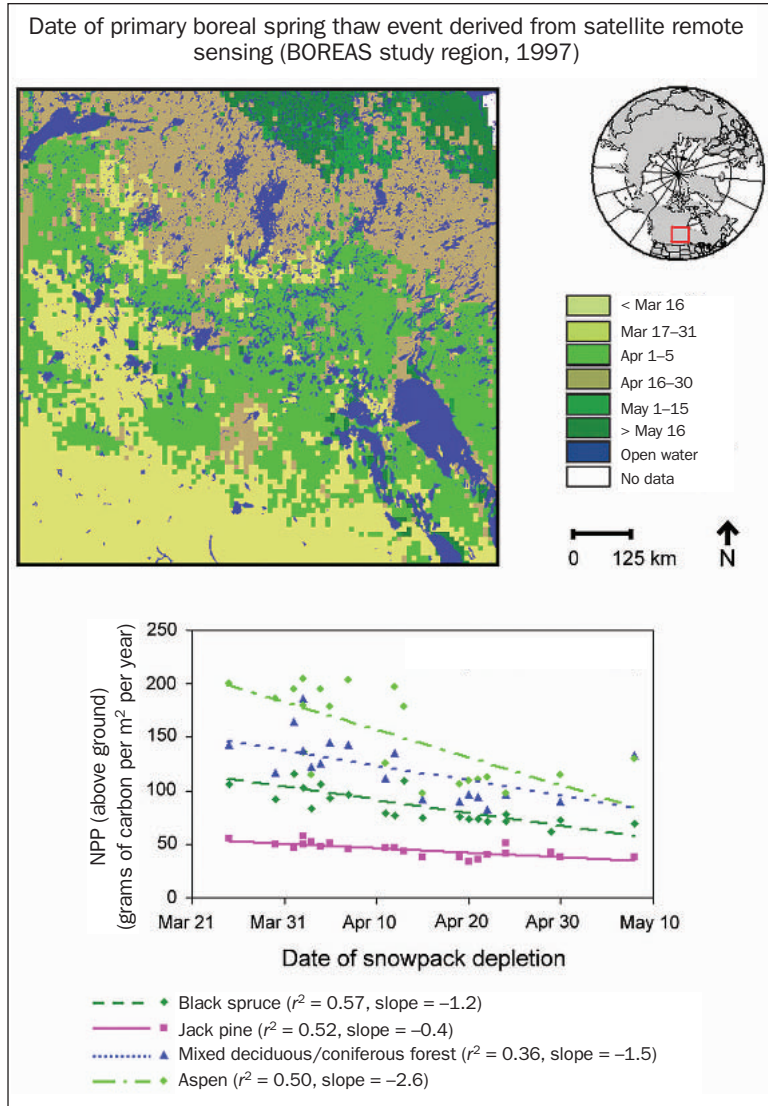 Date of primary boreal spring thaw event derived from satellite remote
sensing (BOREAS study region, 1997)
< Mar 16
Mar 17–31
Apr 1–5
Apr 16–30
May 1–15
> May 16
Open water
No data
0 125 km
N
250
200
150
100
50
0
NPP (above ground)
(grams of carbon per m² per year)
Mar 21 Mar 31 Apr 10 Apr 20 Apr 30 May 10
Date of snowpack depletion
Black spruce (r² = 0.57, slope = –1.2)
Jack pine (r² = 0.52, slope = –0.4)
Mixed deciduous/coniferous forest (r² = 0.36, slope = –1.5)
Aspen (r² = 0.50, slope = –2.6)